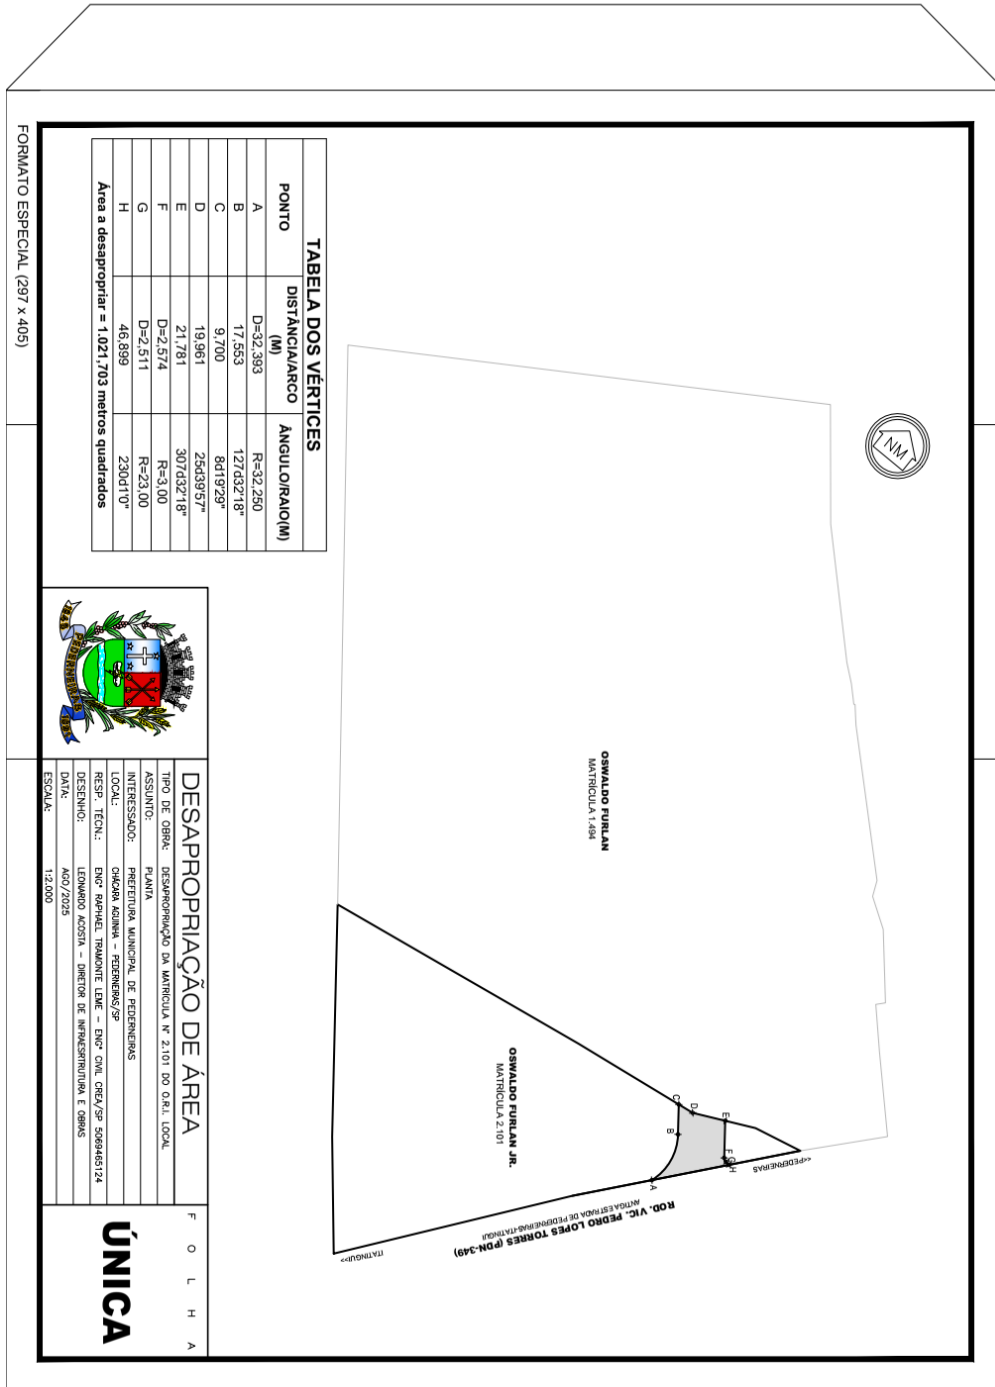 FORMATO ESPECIAL (297 x 405)
TABELA DOS VÉRTICES
PONTO DISTÂNCIA/ARCO (M) ÂNGULO/RAIO(M)
A D=32,393 R=32,250
B 17,553 127d32'18"
C 9,700 8d19'29"
D 19,961 25d39'57"
E 21,781 307d32'18"
F D=2,574 R=3,00
G D=2,511 R=23,00
H 46,899 230d1'0"
Área a desapropriar = 1.021,703 metros quadrados
NM
OSWALDO FURLAN
MATRÍCULA 1.494
OSWALDO FURLAN JR.
MATRÍCULA 2.101
C
D
E
B
F
G
H
A
<<PEDERNEIRAS
ROD. VIC. PEDRO LOPES TORRES (PDN-349)
ANTIGA ESTRADA DE PEDERNEIRAS-ITATINGUI
ITATINGUI>>
1848
PEDERNEIRAS
DESAPROPRIAÇÃO DE ÁREA
TIPO DE OBRA: DESAPROPRIAÇÃO DA MATRICULA Nº 2.101 DO O.R.I. LOCAL
ASSUNTO: PLANTA
INTERESSADO: PREFEITURA MUNICIPAL DE PEDERNEIRAS
LOCAL: CHÁCARA AGUINHA - PEDERNEIRAS/SP
RESP. TÉCN.: ENGº RAPHAEL TRAMONTE LEME - ENGº CIVIL CREA/SP 5069465124
DESENHO: LEONARDO ACOSTA - DIRETOR DE INFRAESRTRUTURA E OBRAS
DATA: AGO/2025
ESCALA: 1:2.000
F O L H A
ÚNICA